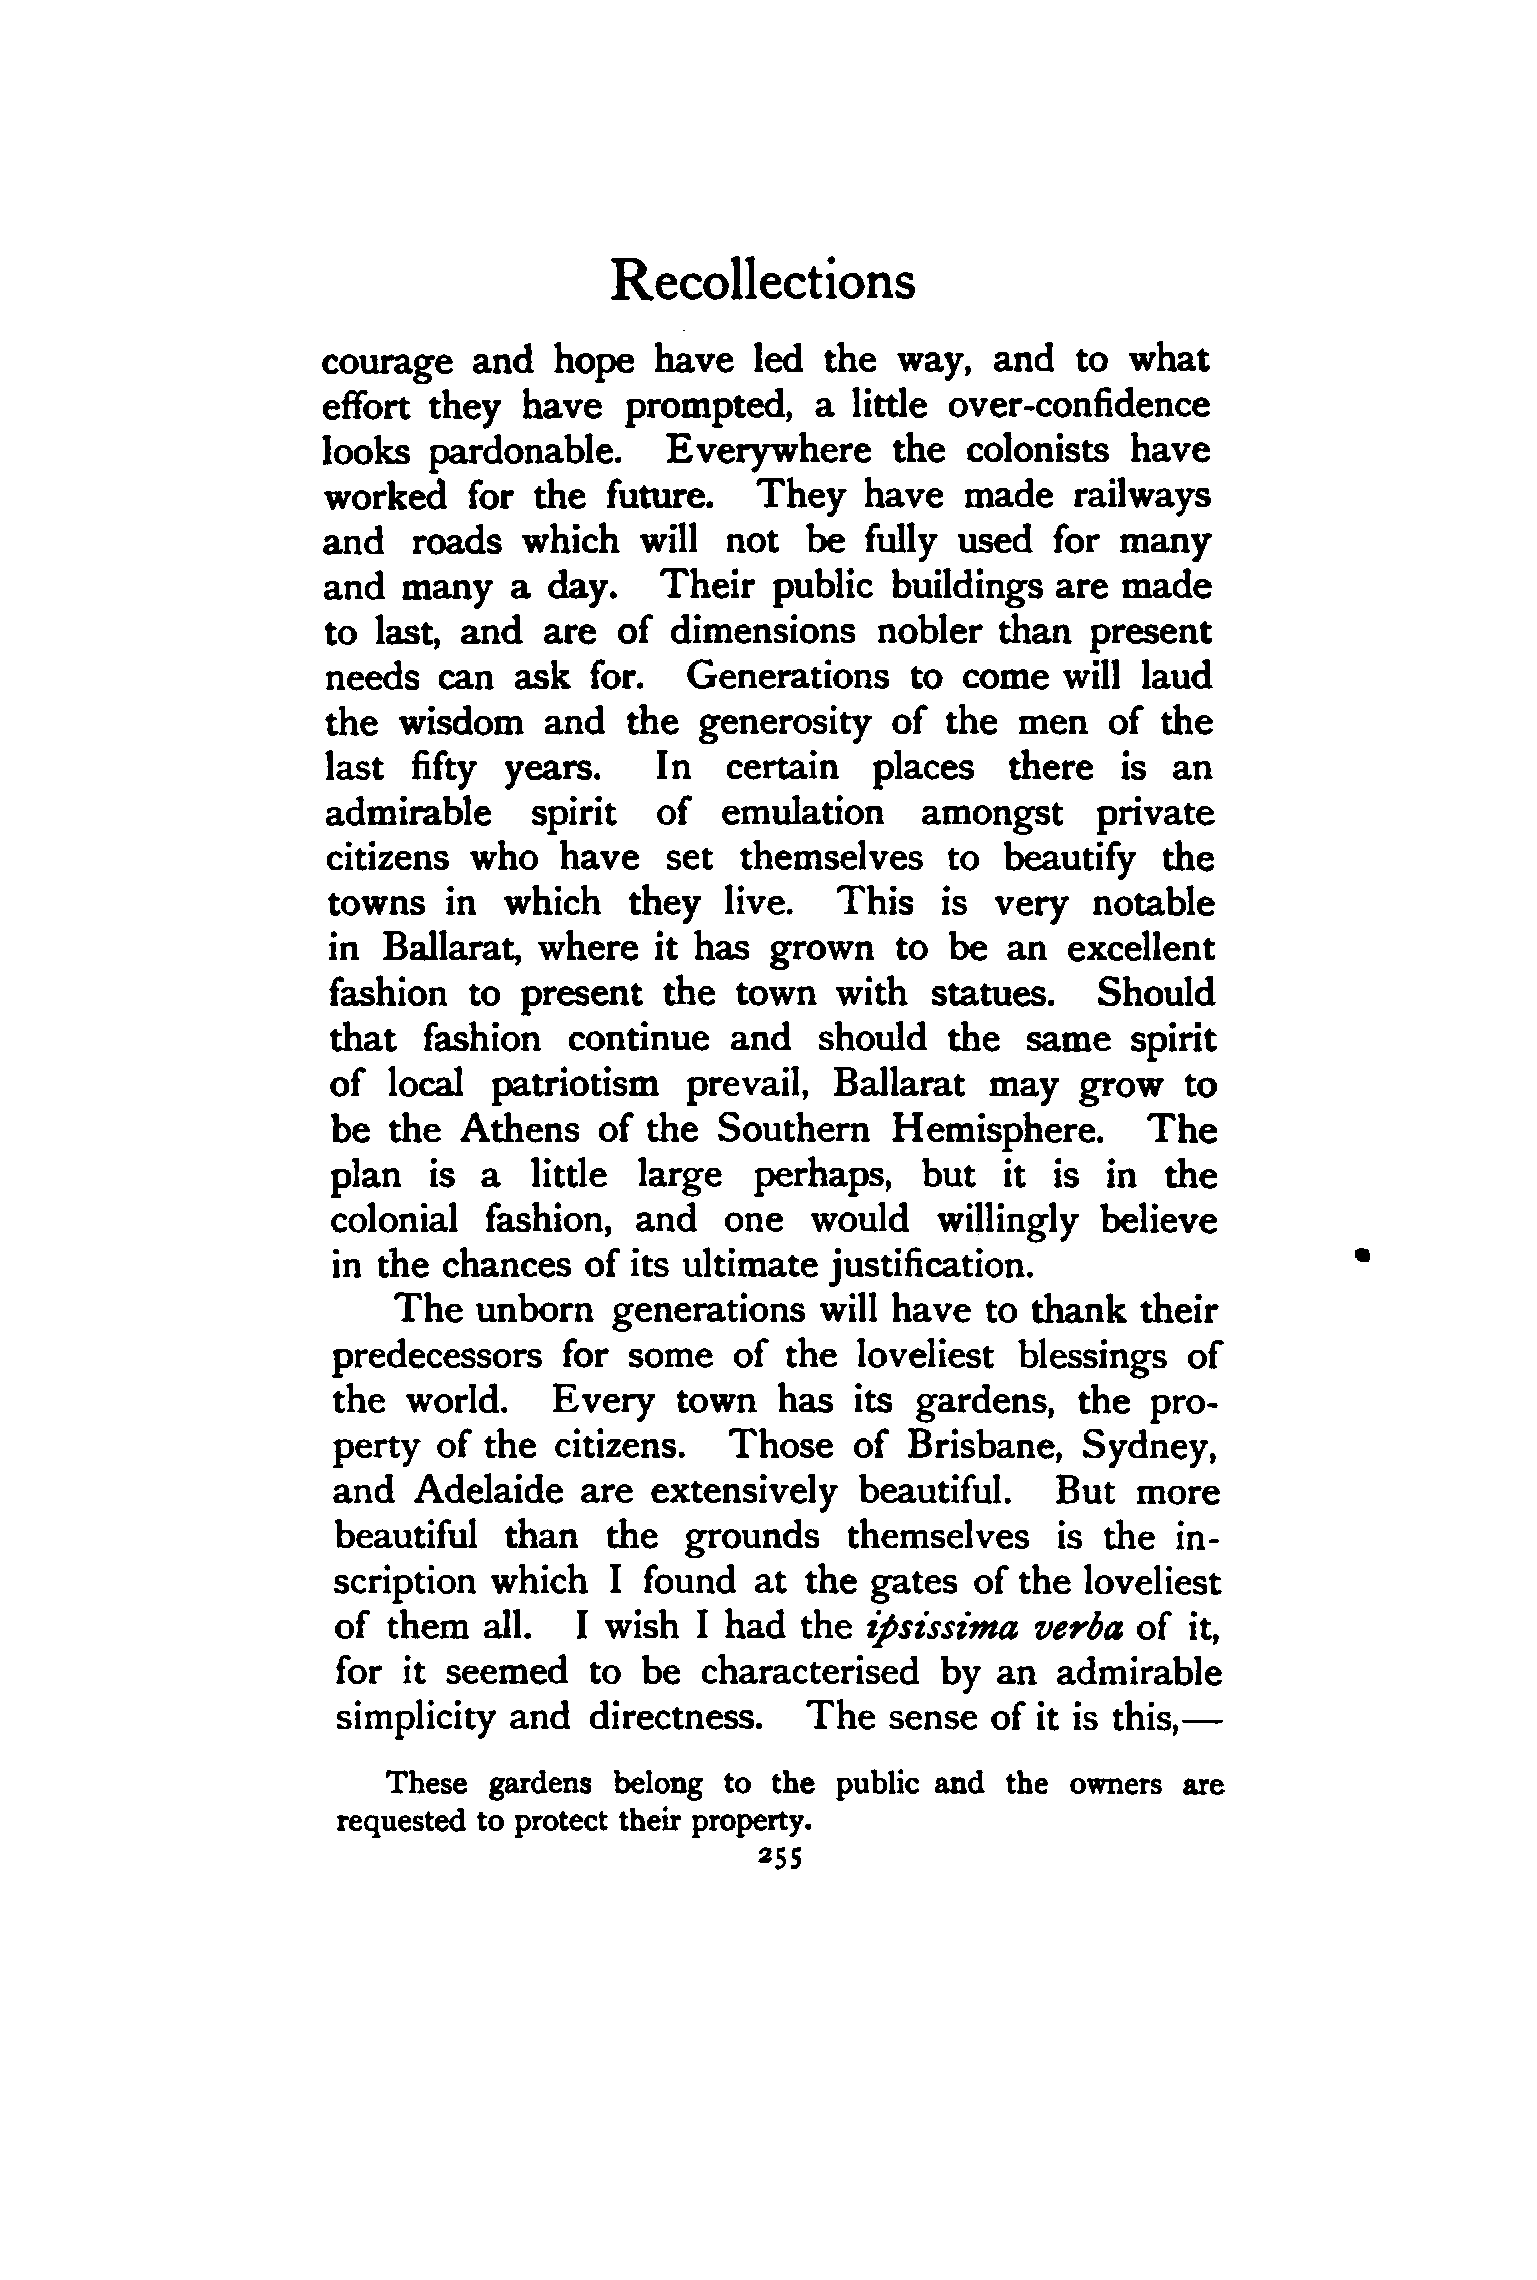 Recollections
courage and hope have led the way, and to what
effort they have prompted, a little over-confidence
looks pardonable. Everywhere the colonists have
worked for the future. They have made railways
and roads which will not be fully used for many
and many a day. Their public buildings are made
to last, and are of dimensions nobler than present
needs can ask for. Generations to come will laud
the wisdom and the generosity of the men of the
last fifty years. In certain places there is an
admirable spirit of emulation amongst private
citizens who have set themselves to beautify the
towns in which they live. This is very notable
in Ballarat, where it has grown to be an excellent
fashion to present the town with statues. Should
that fashion continue and should the same spirit
of local patriotism prevail, Ballarat may grow to
be the Athens of the Southern Hemisphere. The
plan is a little large perhaps, but it is in the
colonial fashion, and one would willingly believe
in the chances of its ultimate justification.
The unborn generations will have to thank their
predecessors for some of the loveliest blessings of
the world. Every town has its gardens, the pro-
perty of the citizens. Those of Brisbane, Sydney,
and Adelaide are extensively beautiful. But more
beautiful than the grounds themselves is the in-
scription which I found at the gates of the loveliest
of them all. I wish I had the ipsissima verba of it,
for it seemed to be characterised by an admirable
simplicity and directness. The sense of it is this,—
These gardens belong to the public and the owners are
requested to protect their property.
255